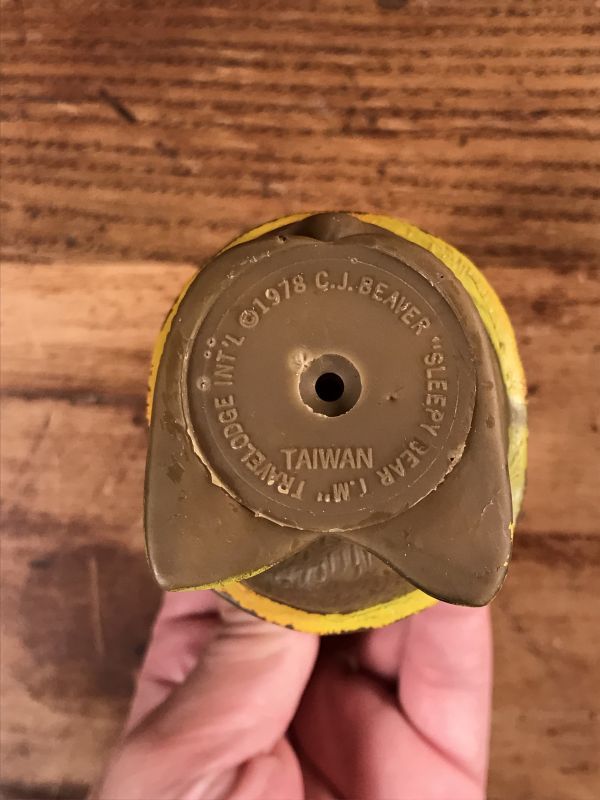 ©1978 C.J. BEAVER "SLEEPY BEAR T.M" TRAVELODGE INT'L
TAIWAN